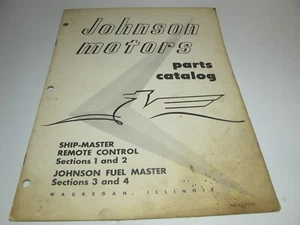 Johnson
motors
parts
catalog
SHIP-MASTER
REMOTE CONTROL
Sections 1 and 2
JOHNSON FUEL MASTER
Sections 3 and 4
WAUKEGAN, ILLINOIS